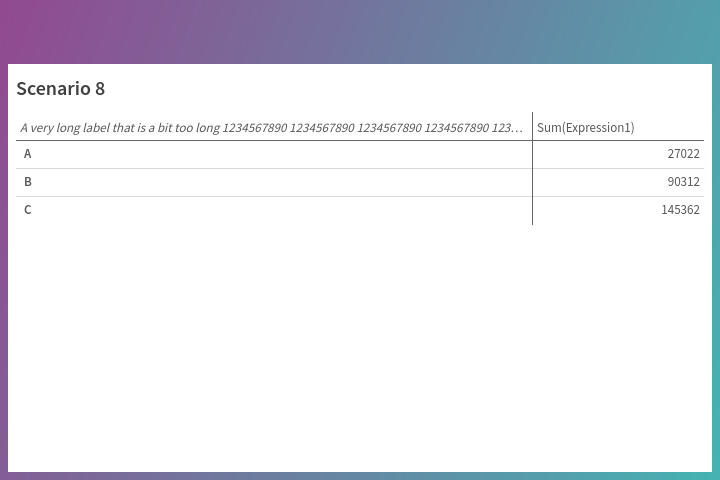 Scenario 8
A very long label that is a bit too long 1234567890 1234567890 1234567890 1234567890 123… Sum(Expression1)
A 27022
B 90312
C 145362